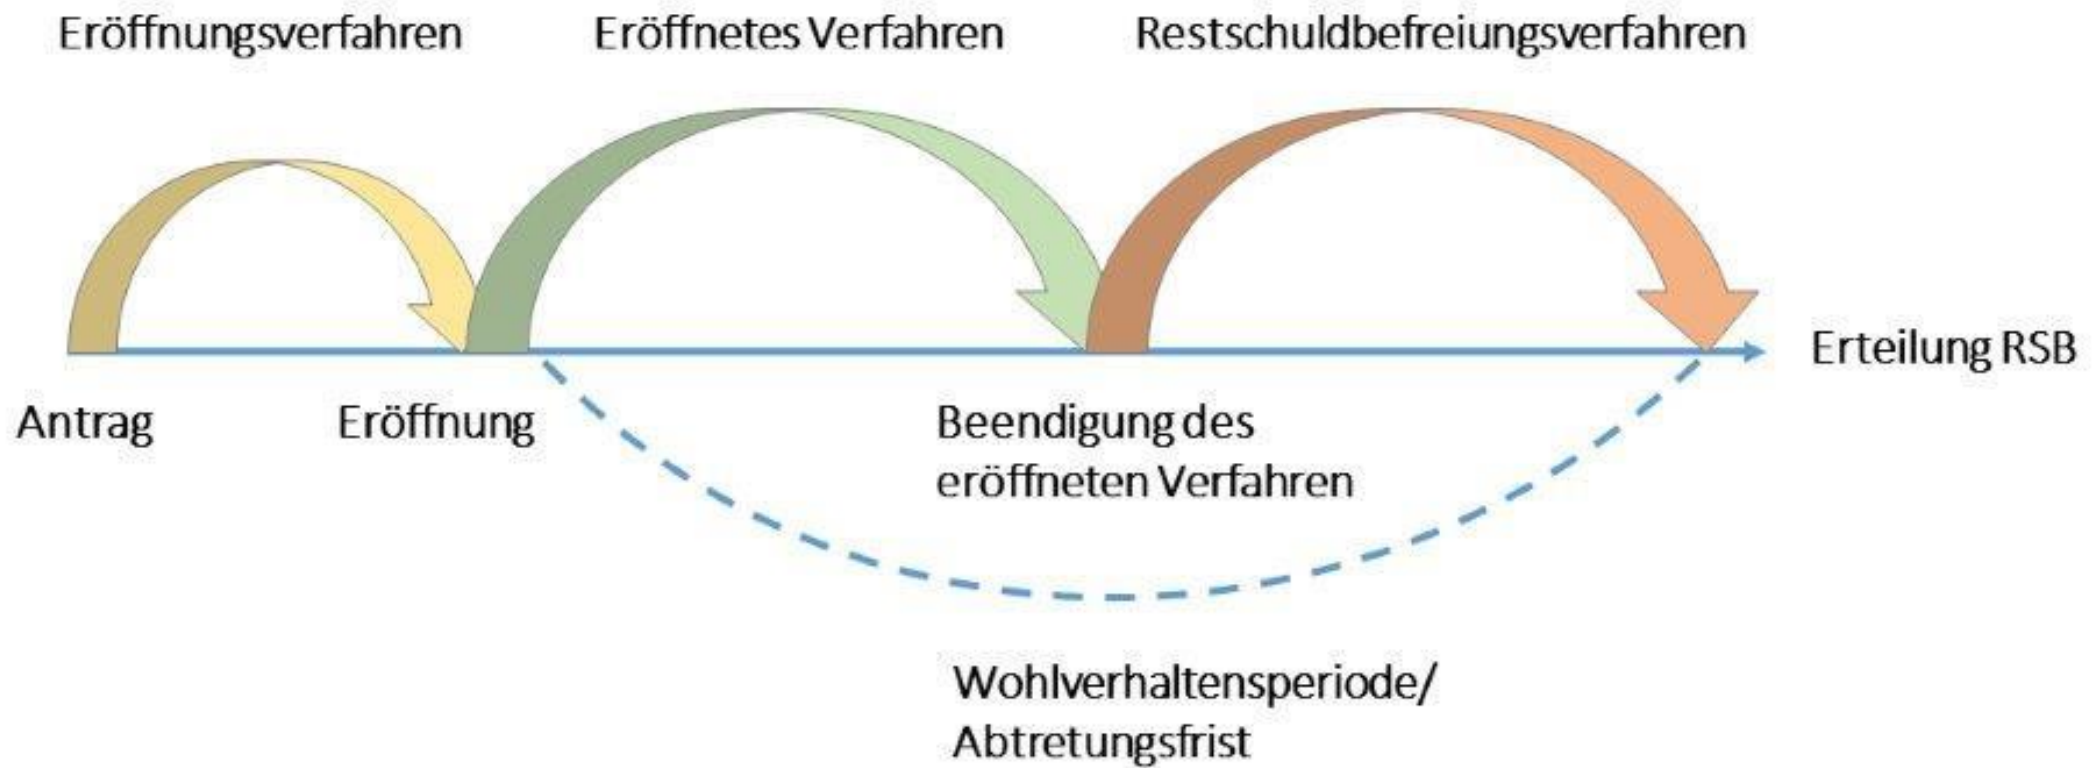 Eröffnungsverfahren
Eröffnetes Verfahren
Restschuldbefreiungsverfahren
Erteilung RSB
Antrag
Eröffnung
Beendigung des
eröffneten Verfahren
Wohlverhaltensperiode/
Abtretungsfrist